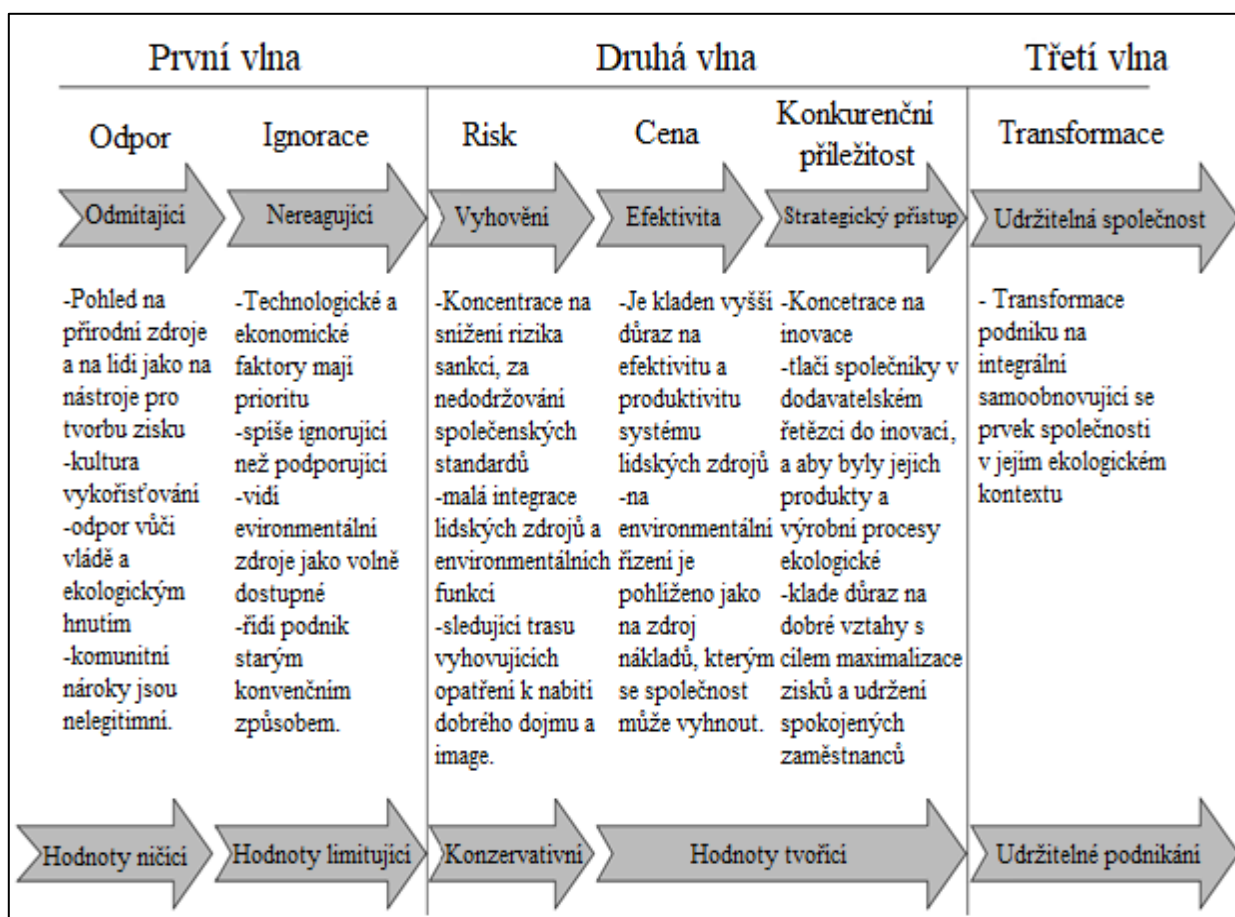 První vlna
Druhá vlna
Třetí vlna
Odpor
Ignorace
Risk
Cena
Konkurenční
příležitost
Transformace
Odmítající
Nereagující
Vyhovění
Efektivita
Strategický přístup
Udržitelná společnost
-Pohled na
přírodní zdroje
a na lidi jako na
nástroje pro
tvorbu zisku
-kultura
vykořisťování
-odpor vůči
vládě a
ekologickým
hnutím
-komunitní
nároky jsou
nelegitimní.
-Technologické a
ekonomické
faktory mají
prioritu
-spíše ignorující
než podporující
-vidí
evironmentální
zdroje jako volně
dostupné
-řídí podnik
starým
konvenčním
způsobem.
-Koncentrace na
snížení rizika
sankcí, za
nedodržování
společenských
standardů
-malá integrace
lidských zdrojů a
environmentálních
funkcí
-sledující trasu
vyhovujících
opatření k nabití
dobrého dojmu a
image.
-Je kladen vyšší
důraz na
efektivitu a
produktivitu
systému
lidských zdrojů
-na
environmentální
řízení je
pohlíženo jako
na zdroj
nákladů, kterým
se společnost
může vyhnout.
-Koncetrace na
inovace
-tlačí společníky v
dodavatelském
řetězci do inovací,
a aby byly jejich
produkty a
výrobní procesy
ekologické
-klade důraz na
dobré vztahy s
cílem maximalizace
zisků a udržení
spokojených
zaměstnanců
- Transformace
podniku na
integrální
samoobnovující se
prvek společnosti
v jejím ekologickém
kontextu
Hodnoty ničící
Hodnoty limitující
Konzervativní
Hodnoty tvořící
Udržitelné podnikání